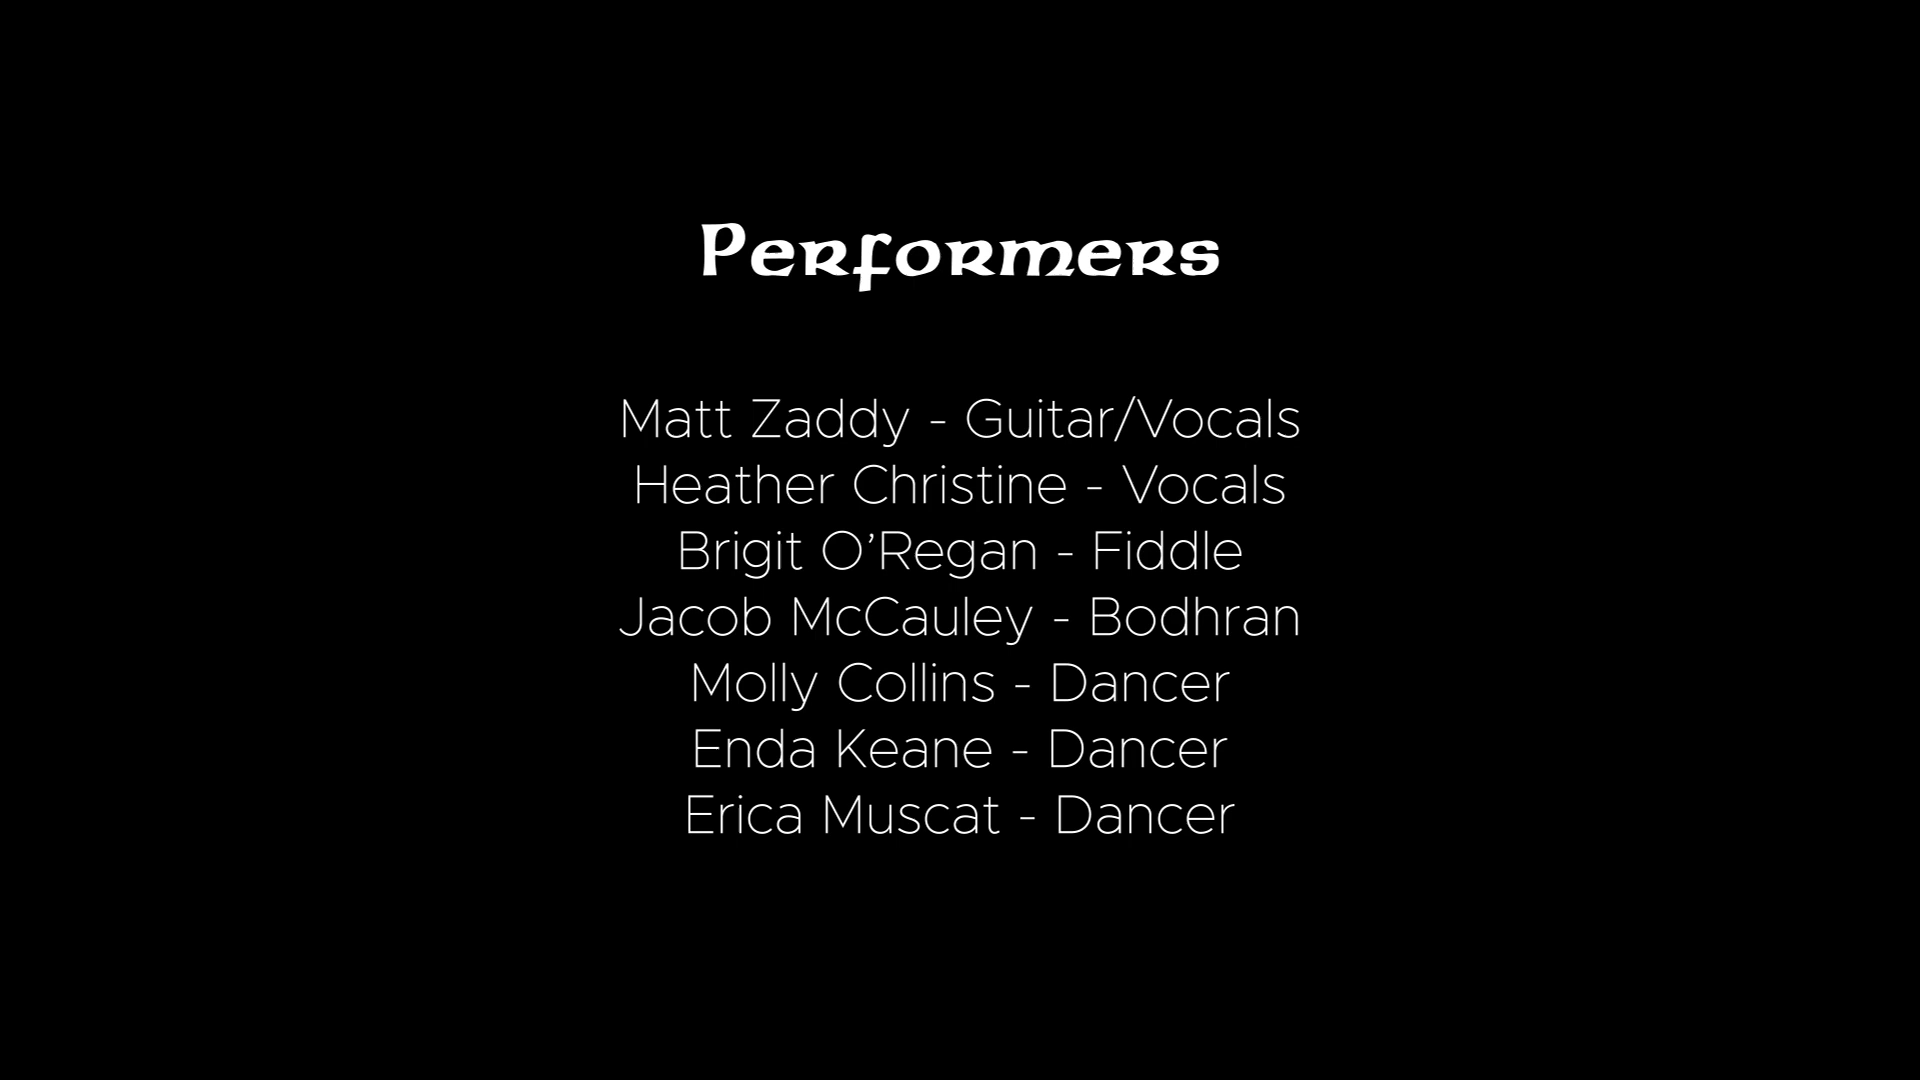 Performers
Matt Zaddy - Guitar/Vocals
Heather Christine - Vocals
Brigit O’Regan - Fiddle
Jacob McCauley - Bodhran
Molly Collins - Dancer
Enda Keane - Dancer
Erica Muscat - Dancer